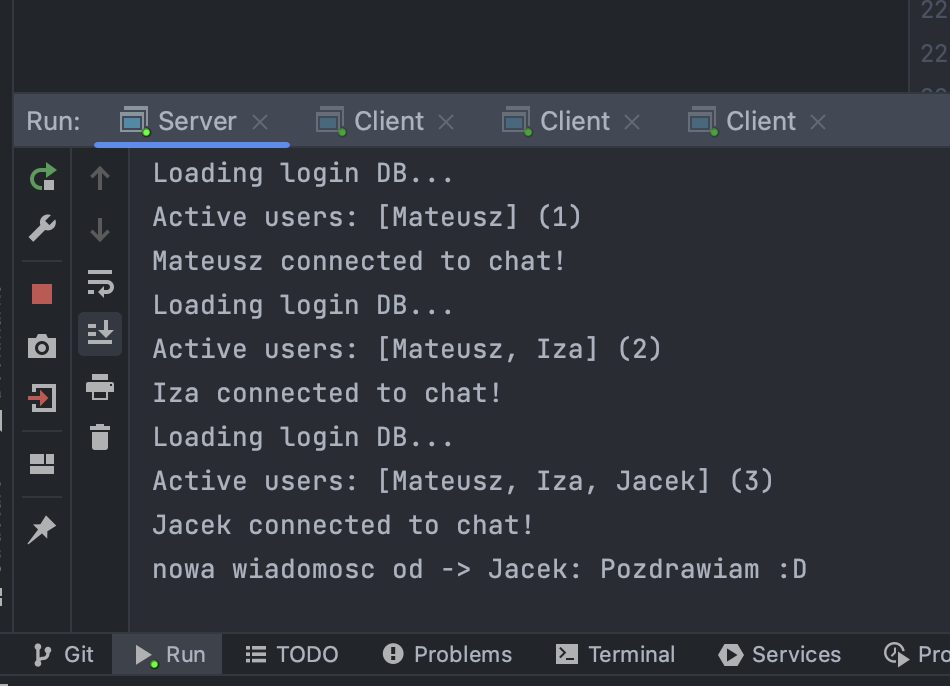 22
22
Run: Server Client Client Client
Loading login DB...
Active users: [Mateusz] (1)
Mateusz connected to chat!
Loading login DB...
Active users: [Mateusz, Iza] (2)
Iza connected to chat!
Loading login DB...
Active users: [Mateusz, Iza, Jacek] (3)
Jacek connected to chat!
nowa wiadomosc od -> Jacek: Pozdrawiam :D
Git Run TODO Problems Terminal Services Pro